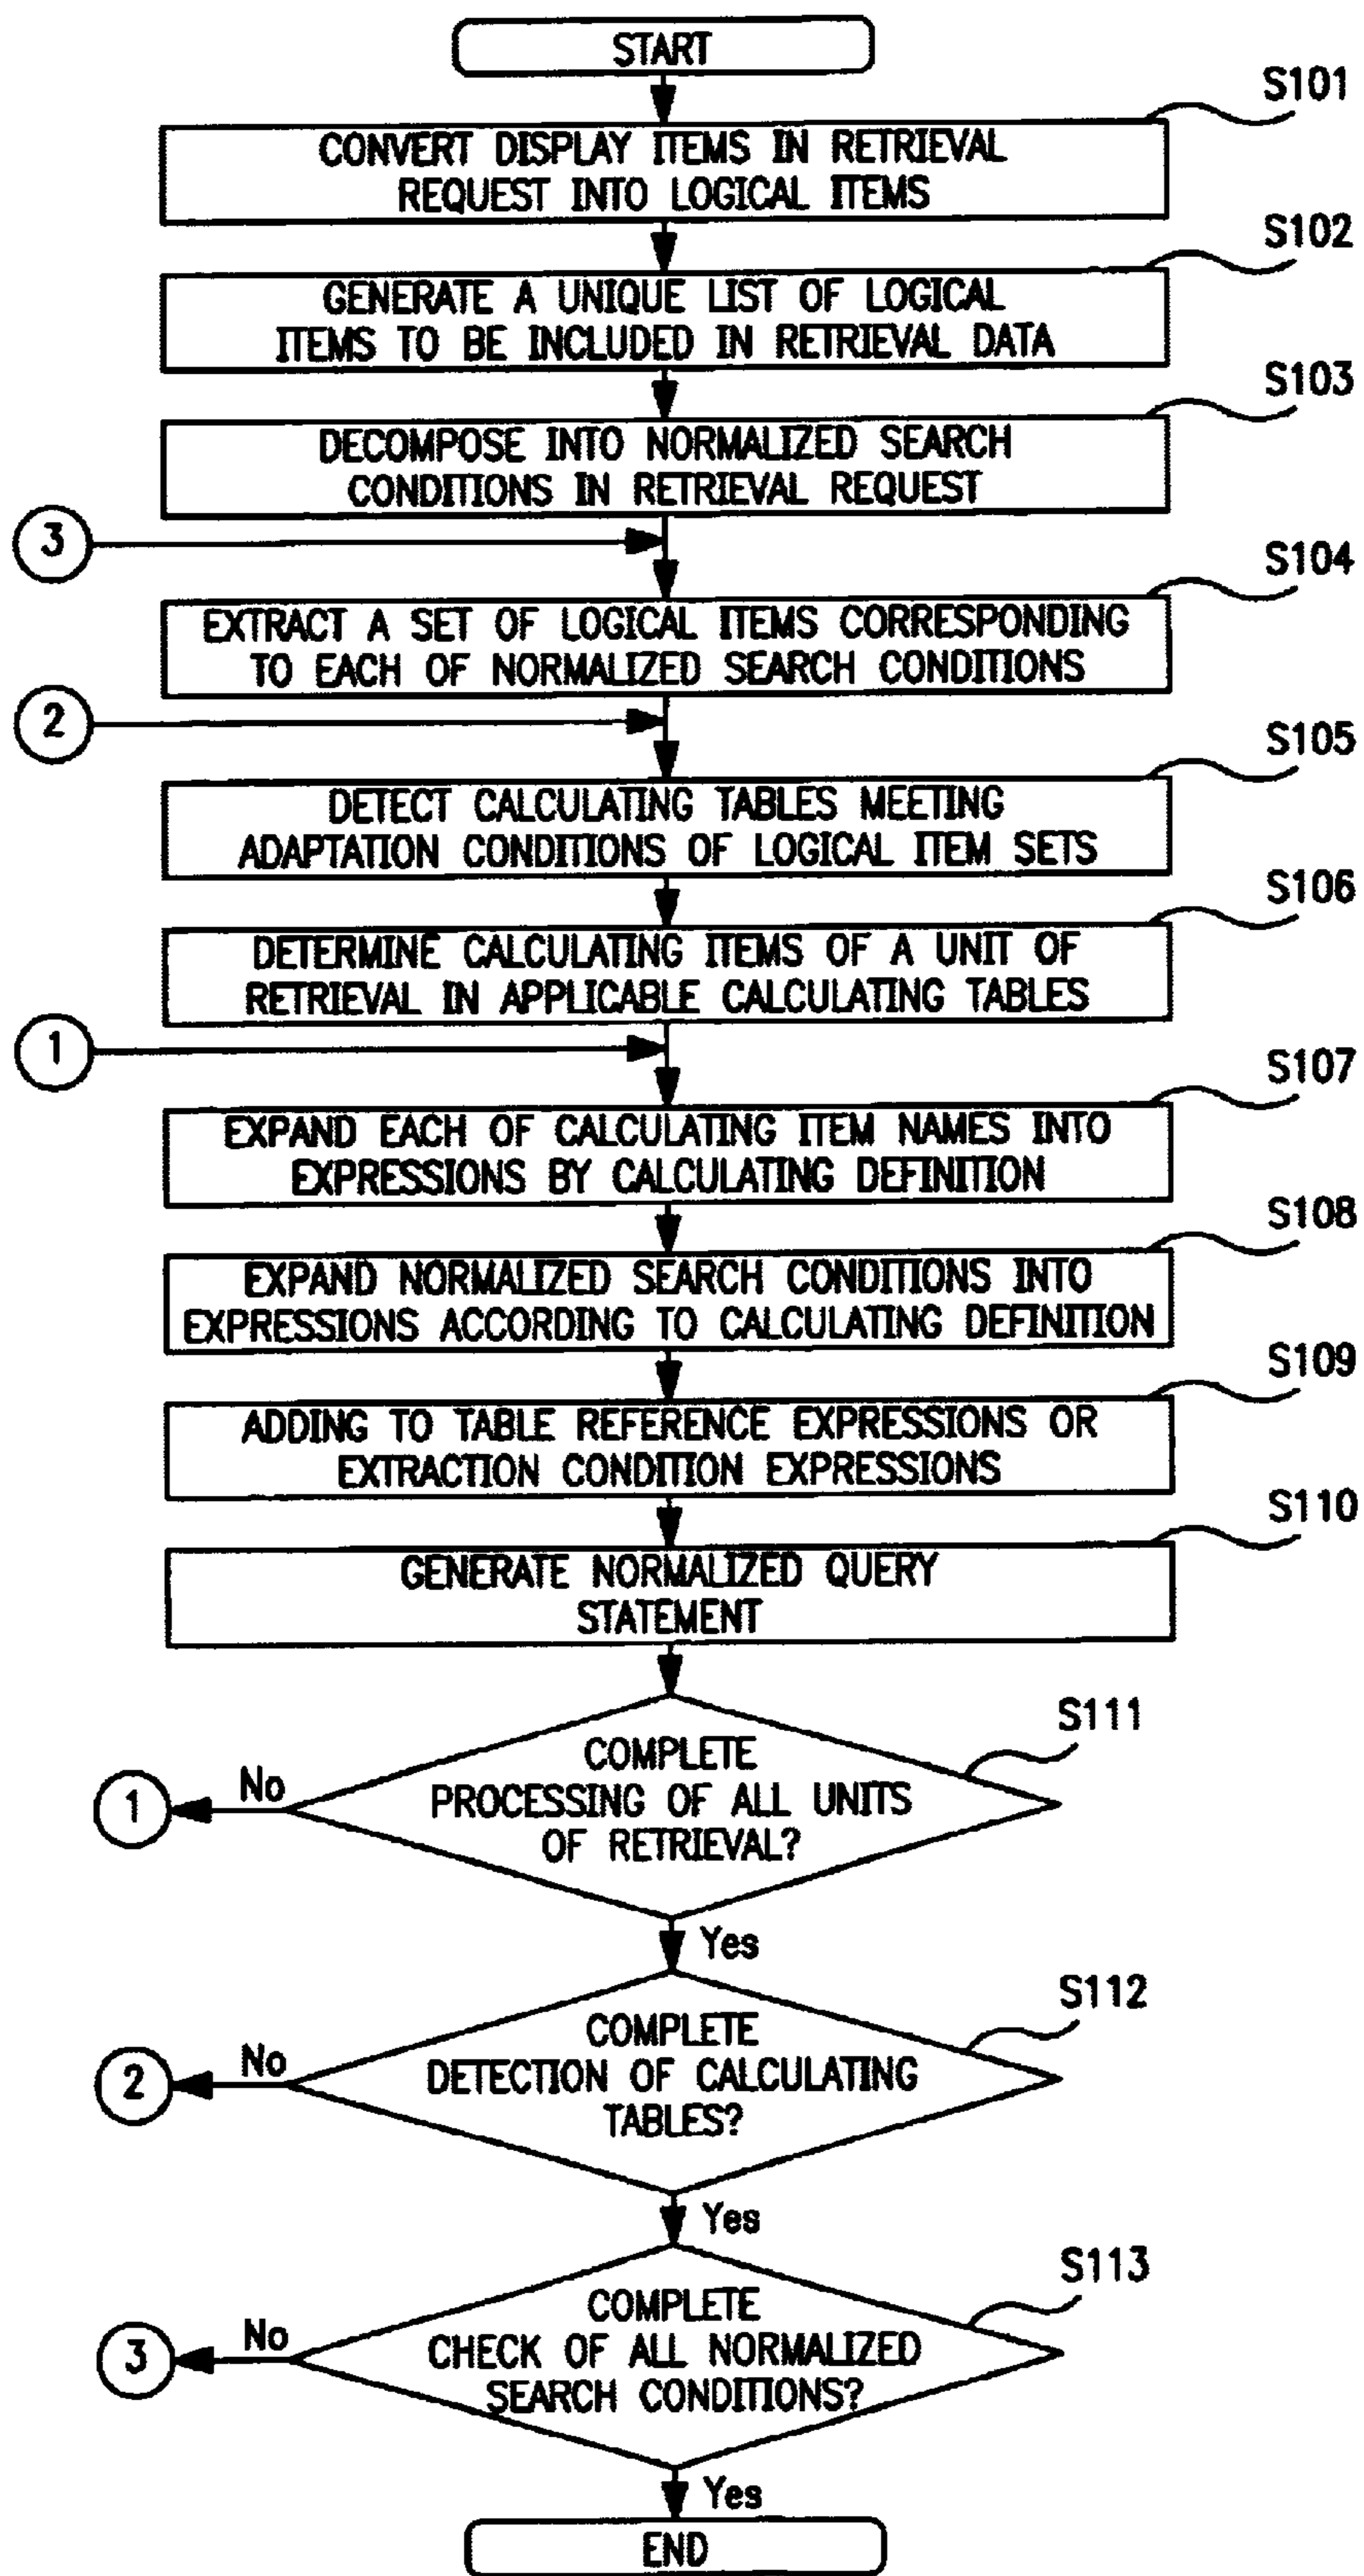 START
S101
CONVERT DISPLAY ITEMS IN RETRIEVAL
REQUEST INTO LOGICAL ITEMS
S102
GENERATE A UNIQUE LIST OF LOGICAL
ITEMS TO BE INCLUDED IN RETRIEVAL DATA
S103
DECOMPOSE INTO NORMALIZED SEARCH
CONDITIONS IN RETRIEVAL REQUEST
3
S104
EXTRACT A SET OF LOGICAL ITEMS CORRESPONDING
TO EACH OF NORMALIZED SEARCH CONDITIONS
2
S105
DETECT CALCULATING TABLES MEETING
ADAPTATION CONDITIONS OF LOGICAL ITEM SETS
S106
DETERMINE CALCULATING ITEMS OF A UNIT OF
RETRIEVAL IN APPLICABLE CALCULATING TABLES
1
S107
EXPAND EACH OF CALCULATING ITEM NAMES INTO
EXPRESSIONS BY CALCULATING DEFINITION
S108
EXPAND NORMALIZED SEARCH CONDITIONS INTO
EXPRESSIONS ACCORDING TO CALCULATING DEFINITION
S109
ADDING TO TABLE REFERENCE EXPRESSIONS OR
EXTRACTION CONDITION EXPRESSIONS
S110
GENERATE NORMALIZED QUERY
STATEMENT
S111
COMPLETE
PROCESSING OF ALL UNITS
OF RETRIEVAL?
No
1
Yes
S112
COMPLETE
DETECTION OF CALCULATING
TABLES?
No
2
Yes
S113
COMPLETE
CHECK OF ALL NORMALIZED
SEARCH CONDITIONS?
No
3
Yes
END